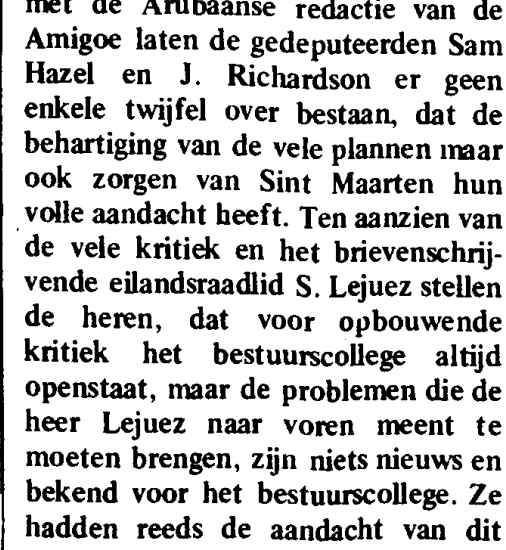 met de Arubaanse redactie van de
Amigoe laten de gedeputeerden Sam
Hazel en J. Richardson er geen
enkele twijfel over bestaan, dat de
behartiging van de vele plannen maar
ook zorgen van Sint Maarten hun
volle aandacht heeft. Ten aanzien van
de vele kritiek en het brievenschrij-
vende eilandsraadlid S. Lejuez stellen
de heren, dat voor opbouwende
kritiek het bestuurscollege altijd
openstaat, maar de problemen die de
heer Lejuez naar voren meent te
moeten brengen, zijn niets nieuws en
bekend voor het bestuurscollege. Ze
hadden reeds de aandacht van dit